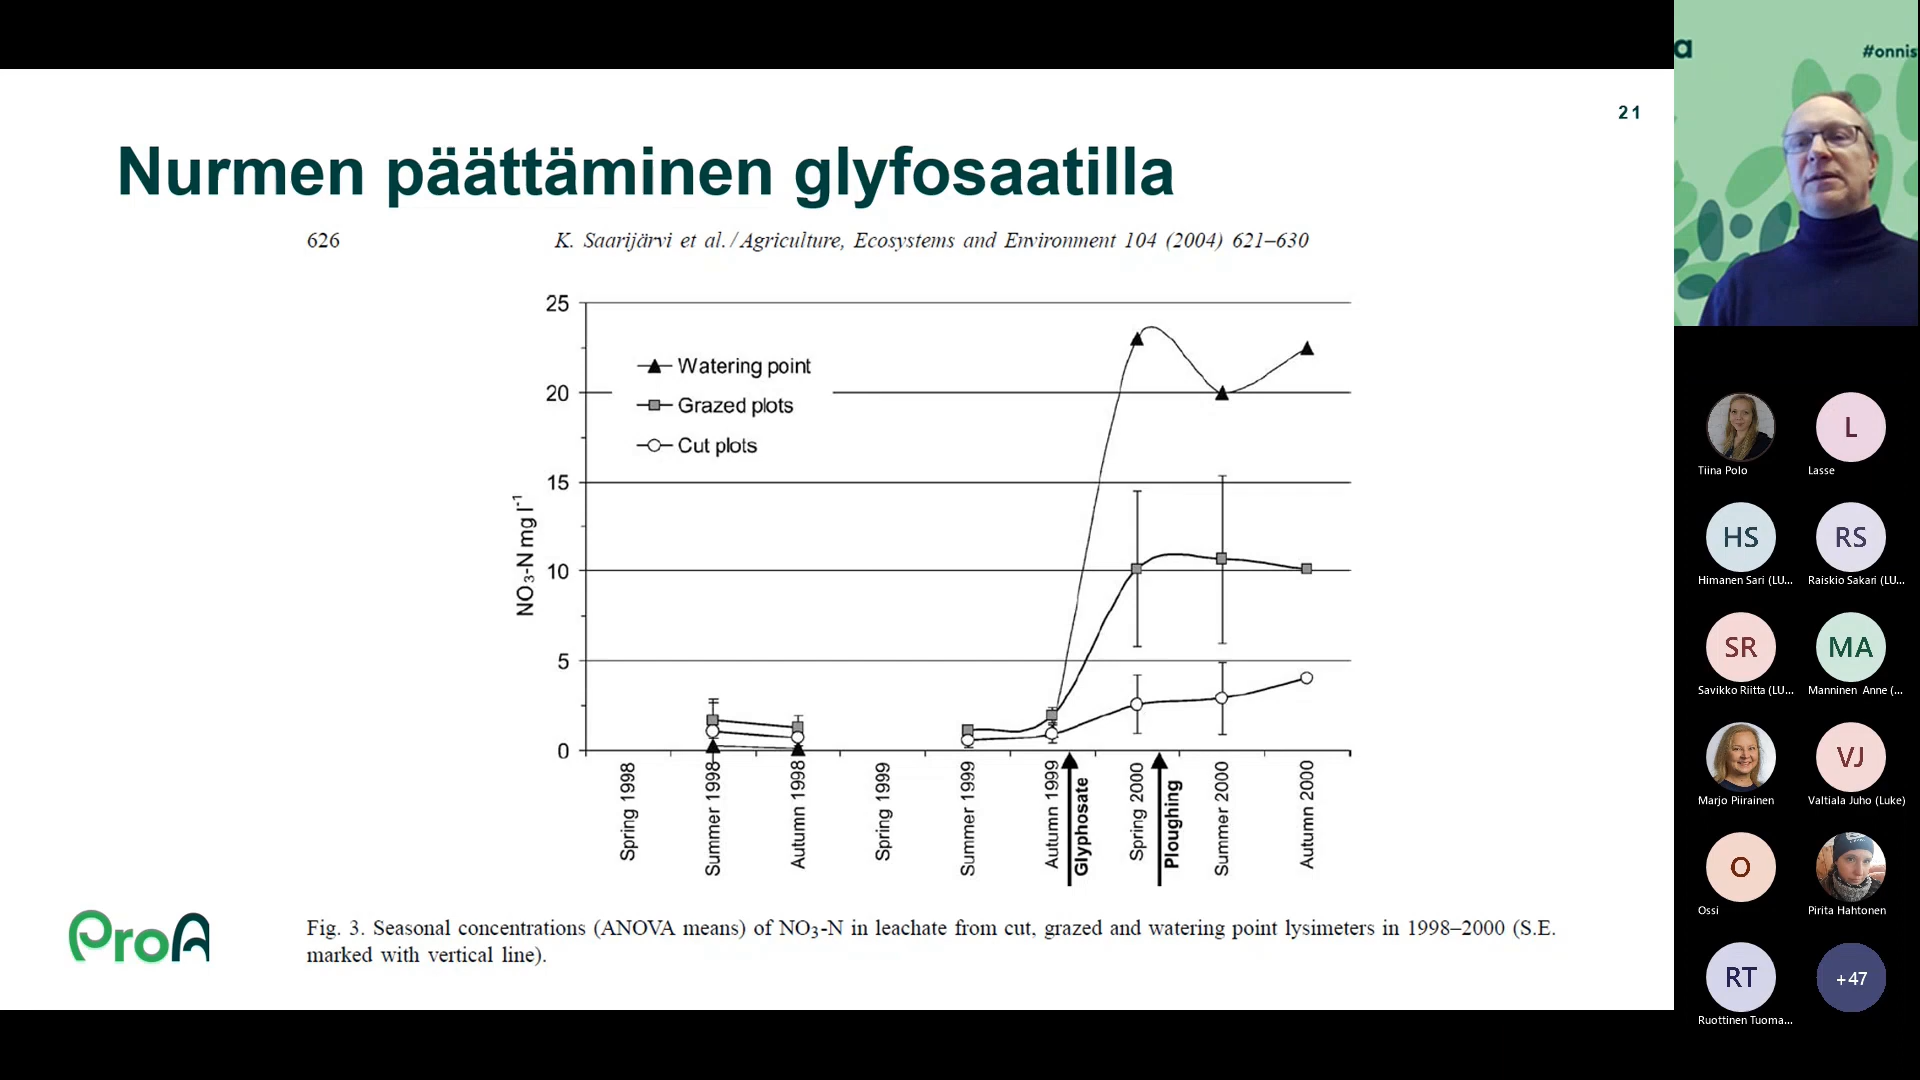 a
#onnis
21
Nurmen päättäminen glyfosaatilla
626
K. Saarijärvi et al. / Agriculture, Ecosystems and Environment 104 (2004) 621–630
25
20
15
10
5
0
NO₃-N mg l⁻¹
Watering point
Grazed plots
Cut plots
Spring 1998
Summer 1998
Autumn 1998
Spring 1999
Summer 1999
Autumn 1999
Glyphosate
Spring 2000
Ploughing
Summer 2000
Autumn 2000
ProA
Fig. 3. Seasonal concentrations (ANOVA means) of NO₃-N in leachate from cut, grazed and watering point lysimeters in 1998–2000 (S.E.
marked with vertical line).
L
Tiina Polo
Lasse
HS
RS
Himanen Sari (LU...
Raiskio Sakari (LU...
SR
MA
Savikko Riitta (LU...
Manninen Anne (...
VJ
Marjo Piirainen
Valtiala Juho (Luke)
O
Ossi
Pirita Hahtonen
RT
+47
Ruottinen Tuoma...